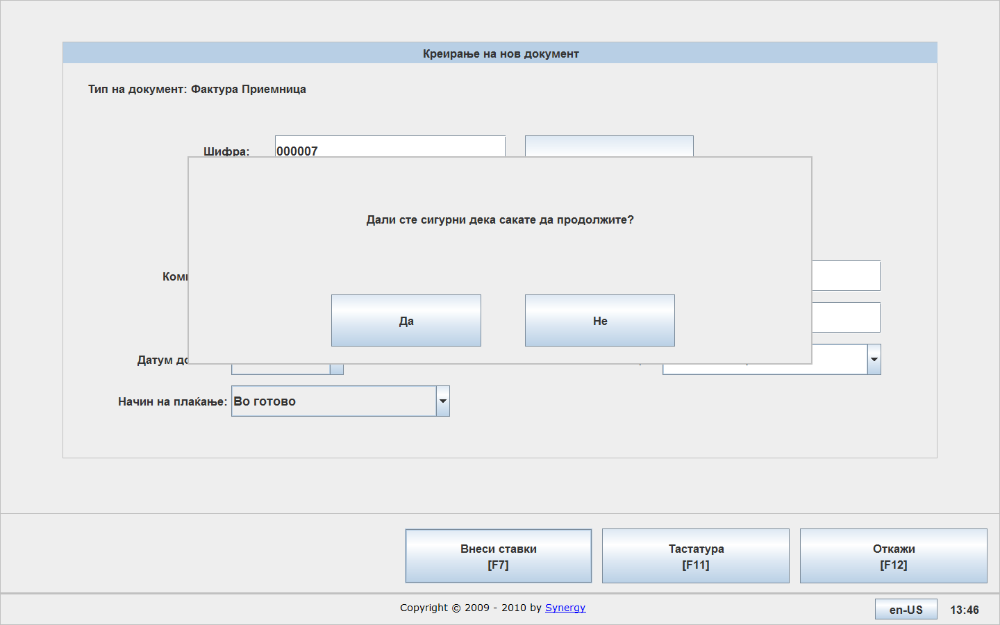 Креирање на нов документ
Тип на документ: Фактура Приемница
Шифра: 000007
Дали сте сигурни дека сакате да продолжите?
Да Не
Датум
Начин на плаќање: Во готово
Внеси ставки Тастатура Откажи
[F7] [F11] [F12]
Copyright © 2009 - 2010 by Synergy en-US 13:46